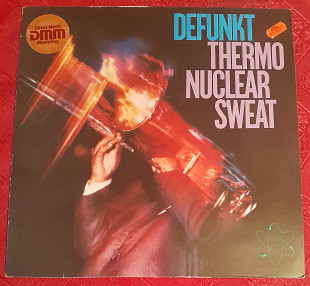 Direct Metal
DMM
Mastering
DEFUNKT
THERMO
NUCLEAR
SWEAT